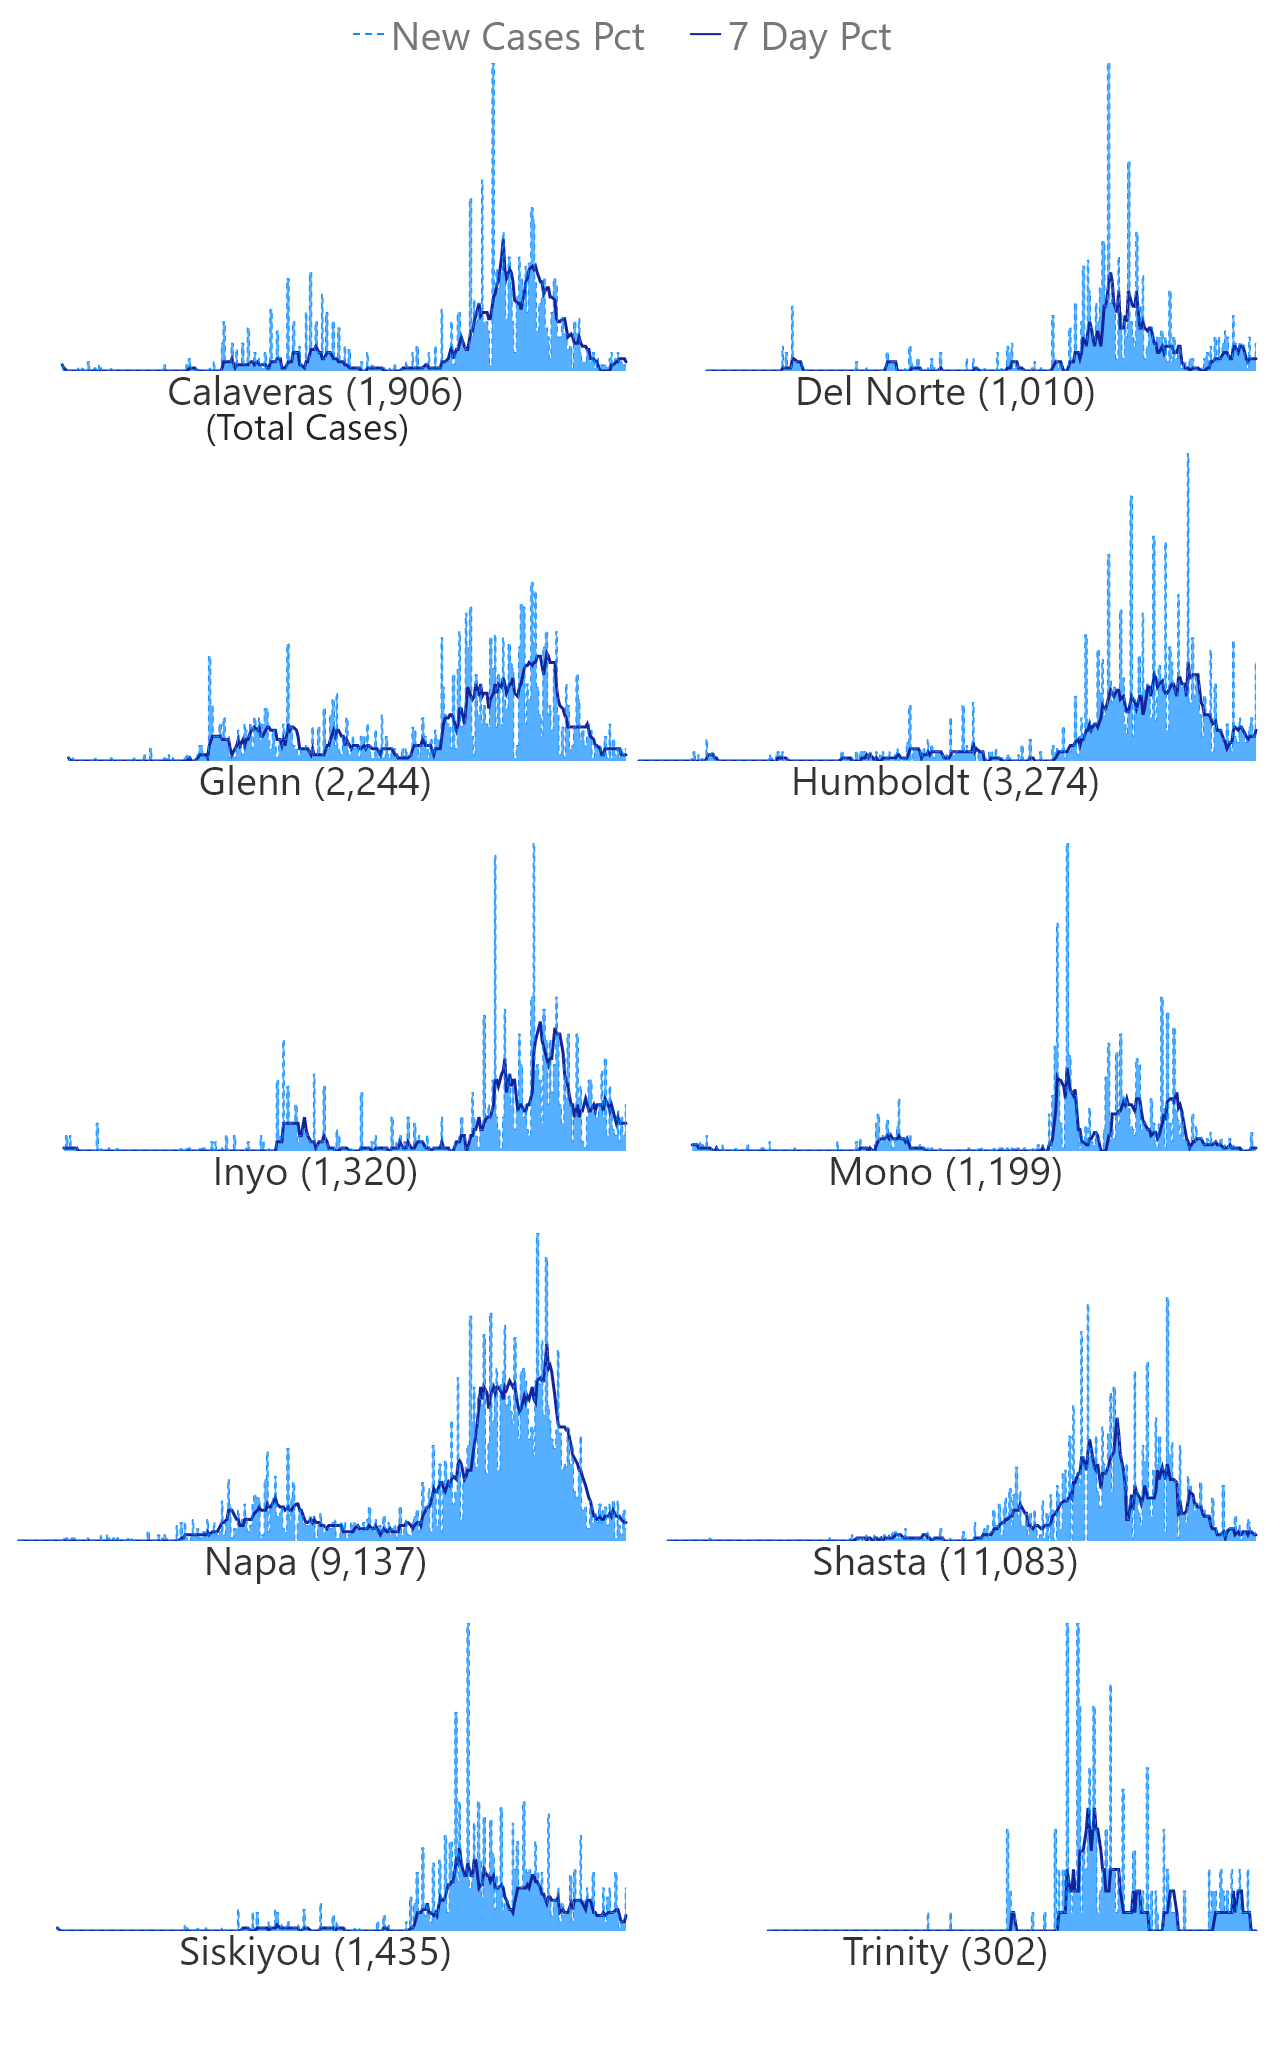 New Cases Pct 7 Day Pct
Calaveras (1,906) Del Norte (1,010)
(Total Cases)
Glenn (2,244) Humboldt (3,274)
Inyo (1,320) Mono (1,199)
Napa (9,137) Shasta (11,083)
Siskiyou (1,435) Trinity (302)